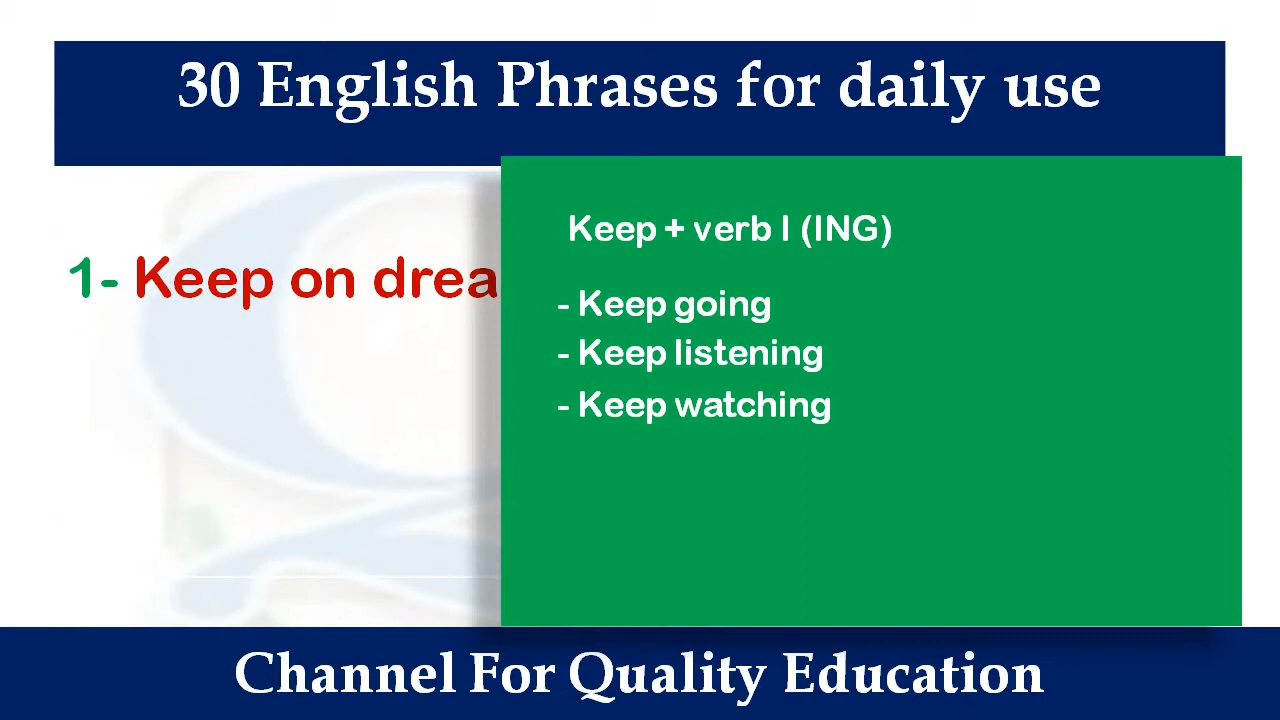 30 English Phrases for daily use
1- Keep on drea
Keep + verb I (ING)
- Keep going
- Keep listening
- Keep watching
Channel For Quality Education